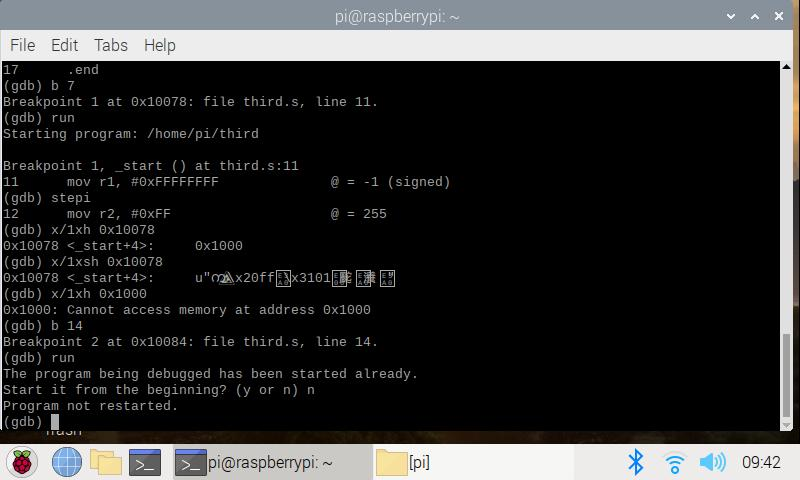 pi@raspberrypi: ~
File Edit Tabs Help
17      .end
(gdb) b 7
Breakpoint 1 at 0x10078: file third.s, line 11.
(gdb) run
Starting program: /home/pi/third
Breakpoint 1, _start () at third.s:11
11      mov r1, #0xFFFFFFFF              @ = -1 (signed)
(gdb) stepi
12      mov r2, #0xFF                    @ = 255
(gdb) x/1xh 0x10078
0x10078 <_start+4>:     0x1000
(gdb) x/1xsh 0x10078
0x10078 <_start+4>:
(gdb) x/1xh 0x1000
0x1000: Cannot access memory at address 0x1000
(gdb) b 14
Breakpoint 2 at 0x10084: file third.s, line 14.
(gdb) run
The program being debugged has been started already.
Start it from the beginning? (y or n) n
Program not restarted.
(gdb)
pi@raspberrypi: ~ [pi] 09:42